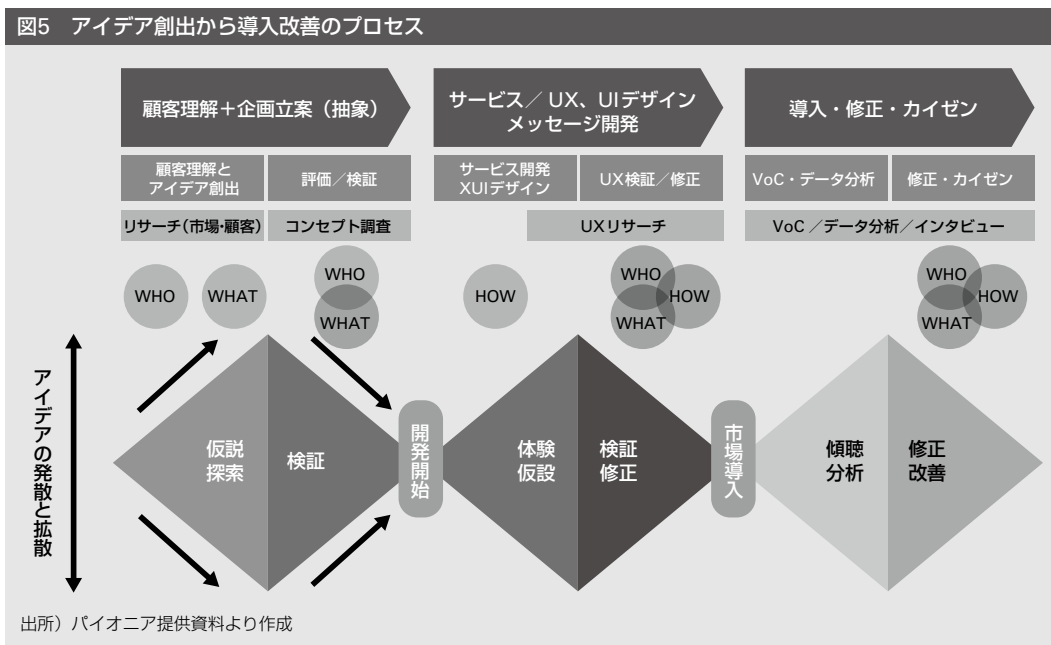 図5　アイデア創出から導入改善のプロセス
顧客理解＋企画立案（抽象）
サービス／UX、UIデザイン
メッセージ開発
導入・修正・カイゼン
顧客理解と
アイデア創出
評価／検証
サービス開発
XUIデザイン
UX検証／修正
VoC・データ分析
修正・カイゼン
リサーチ（市場・顧客）
コンセプト調査
UXリサーチ
VoC／データ分析／インタビュー
WHO
WHAT
WHO
WHAT
HOW
WHO
HOW
WHAT
WHO
HOW
WHAT
アイデアの発散と拡散
仮説
探索
検証
開発開始
体験
仮設
検証
修正
市場導入
傾聴
分析
修正
改善
出所）パイオニア提供資料より作成